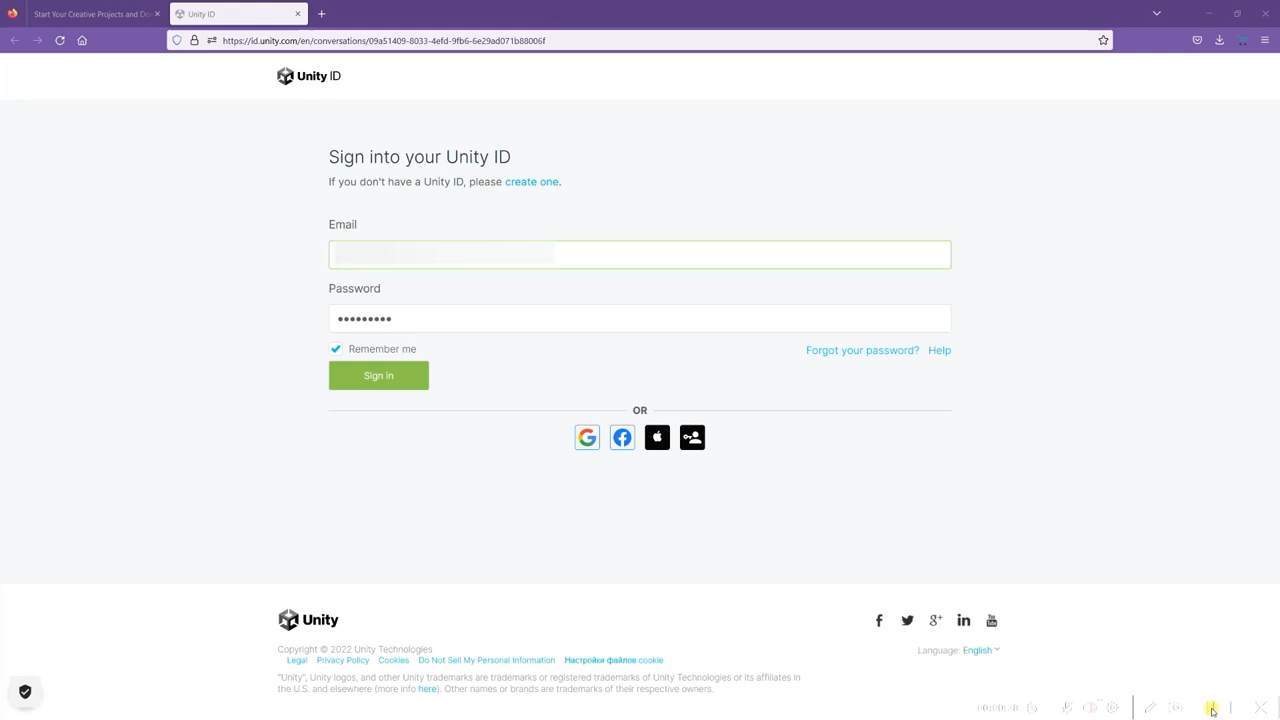 Start Your Creative Projects and Do
Unity ID
https://id.unity.com/en/conversations/09a51409-8033-4efd-9fb6-6e29ad071b88006f
Unity ID
Sign into your Unity ID
If you don't have a Unity ID, please create one.
Email
Password
•••••••••
Remember me
Forgot your password? Help
Sign in
OR
Unity
Copyright © 2022 Unity Technologies
Language: English
Legal Privacy Policy Cookies Do Not Sell My Personal Information Настройки файлов cookie
"Unity", Unity logos, and other Unity trademarks are trademarks or registered trademarks of Unity Technologies or its affiliates in
the U.S. and elsewhere (more info here). Other names or brands are trademarks of their respective owners.